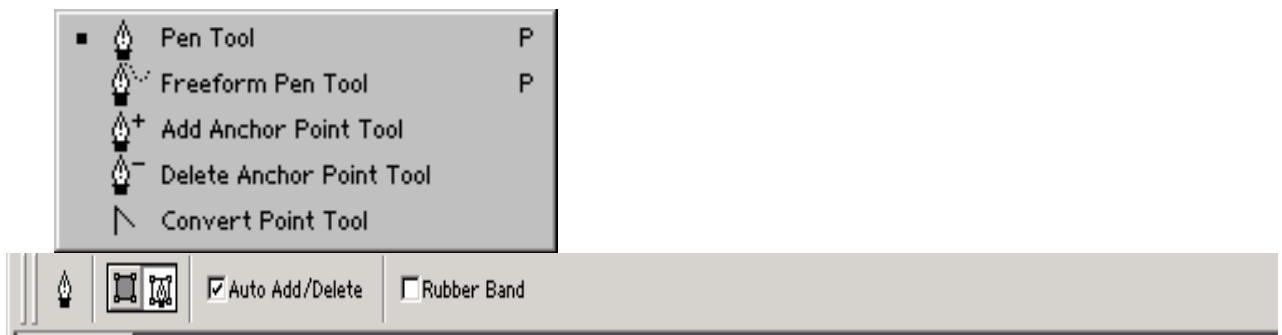 Pen Tool P
Freeform Pen Tool P
Add Anchor Point Tool
Delete Anchor Point Tool
Convert Point Tool
Auto Add/Delete Rubber Band